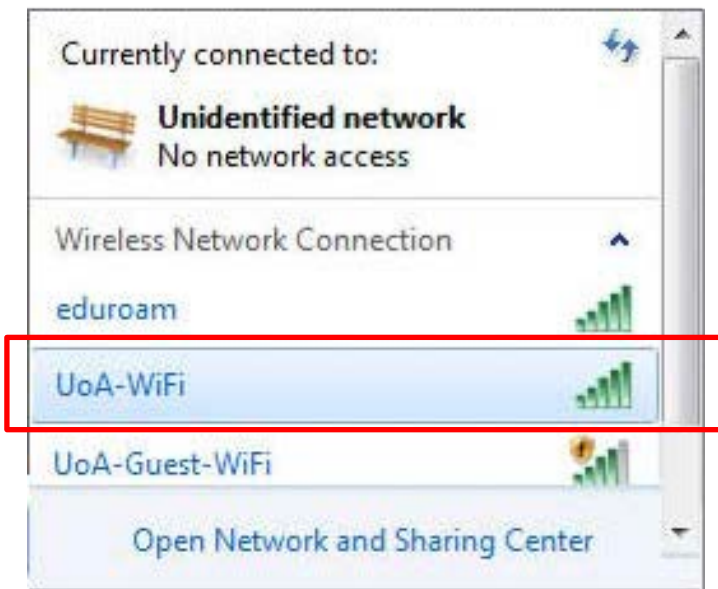 Currently connected to:
Unidentified network
No network access
Wireless Network Connection
eduroam
UoA-WiFi
UoA-Guest-WiFi
Open Network and Sharing Center